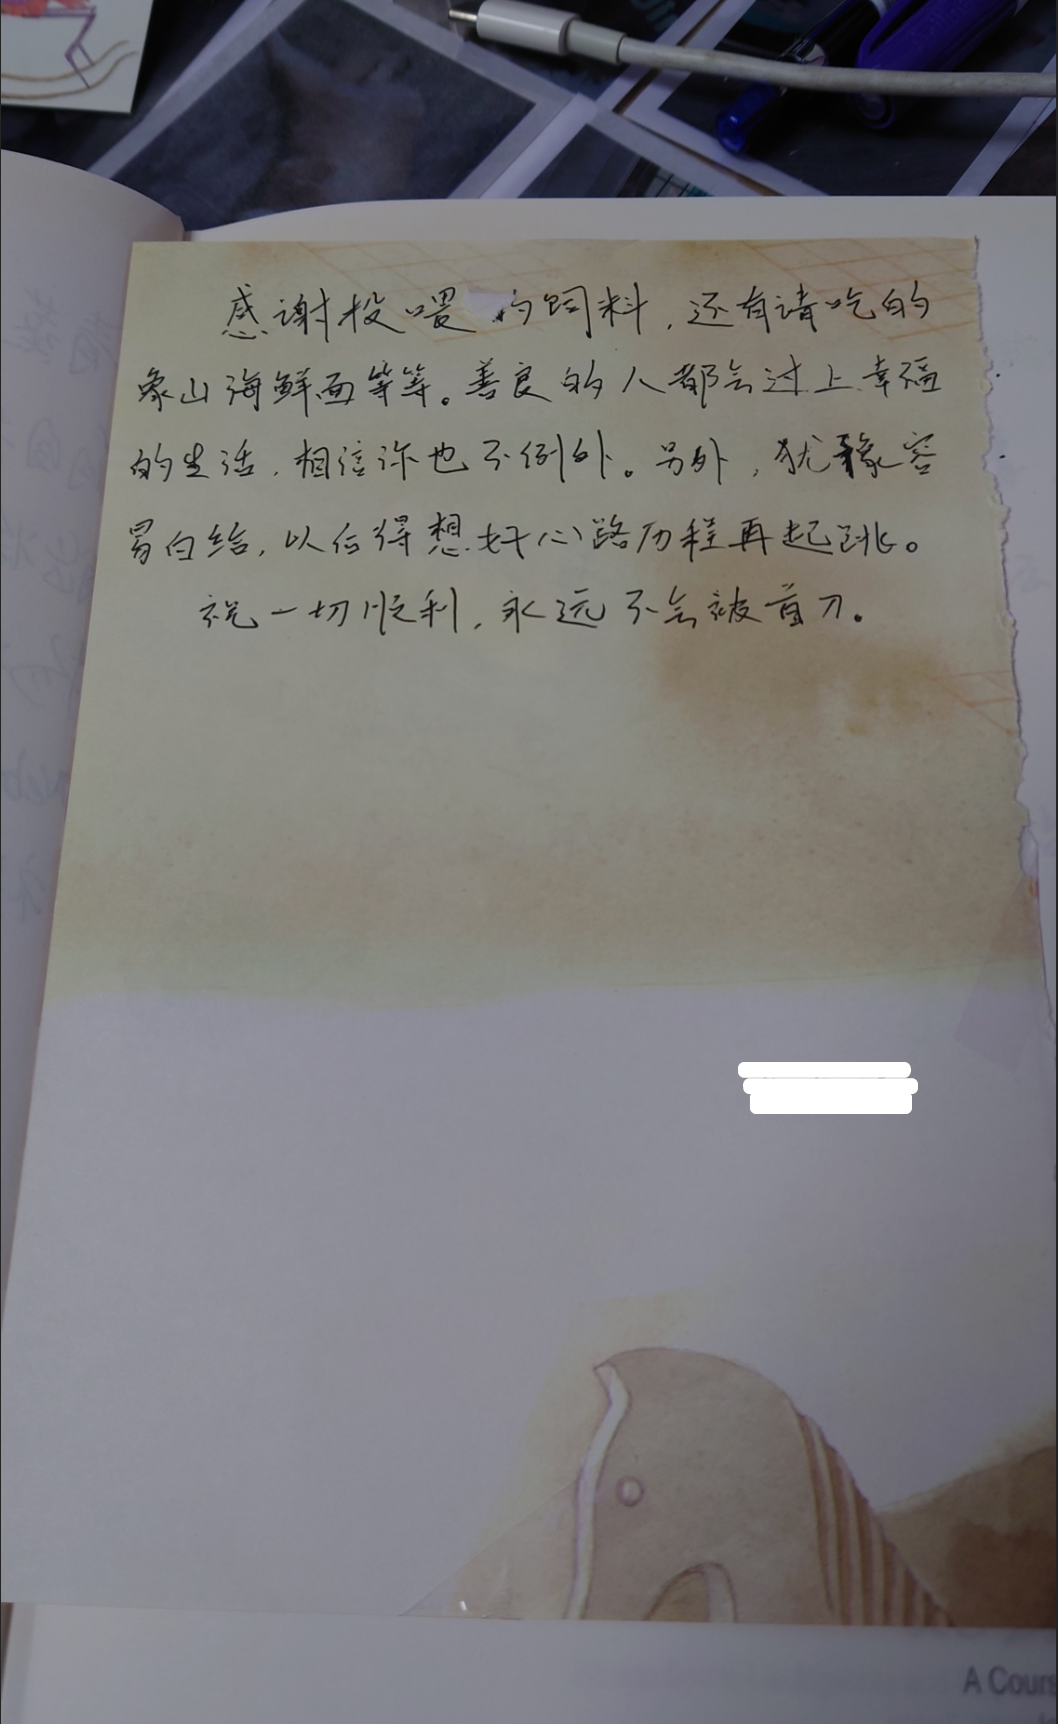 感谢投喂 的饲料，还有请吃的
象山海鲜面等等。善良的人都会过上幸福
的生活，相信你也不例外。另外，犹豫容
易白给，以后得想好心路历程再起跳。
祝一切顺利，永远不会被首刀。
A Cours